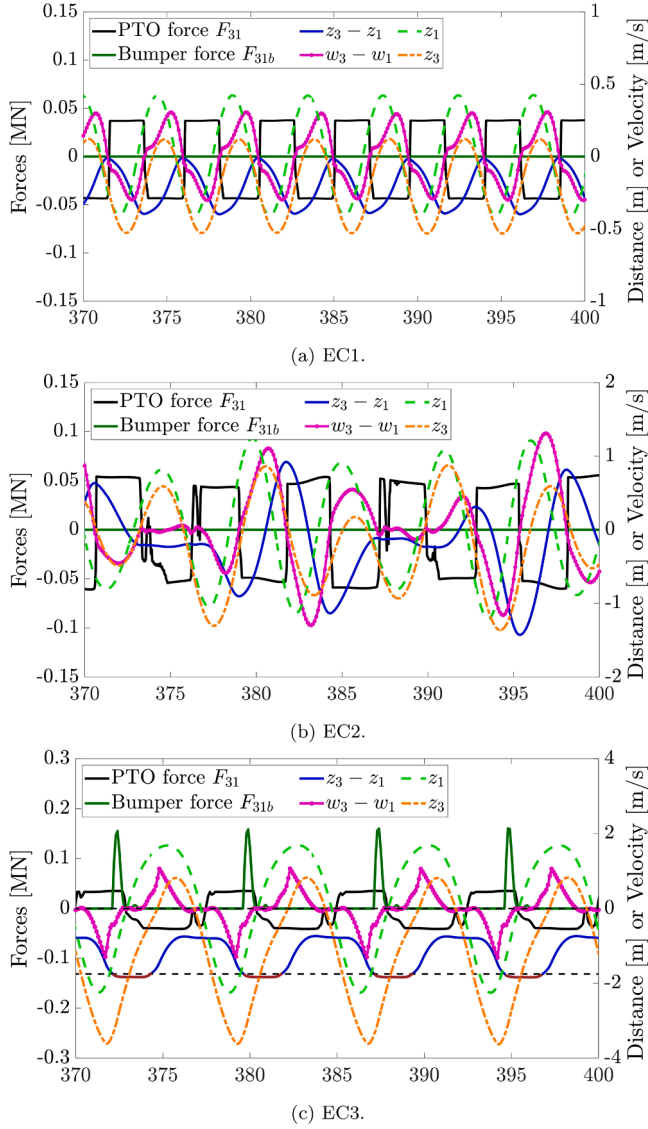 0.15
0.1
0.05
0
-0.05
-0.1
-0.15
Forces [MN]
PTO force F31 z3 − z1 z1
Bumper force F31b w3 − w1 z3
1
0.5
0
-0.5
-1
Distance [m] or Velocity [m/s]
370 375 380 385 390 395 400
(a) EC1.
0.15
0.1
0.05
0
-0.05
-0.1
-0.15
Forces [MN]
PTO force F31 z3 − z1 z1
Bumper force F31b w3 − w1 z3
2
1
0
-1
-2
Distance [m] or Velocity [m/s]
370 375 380 385 390 395 400
(b) EC2.
0.3
0.2
0.1
0
-0.1
-0.2
-0.3
Forces [MN]
PTO force F31 z3 − z1 z1
Bumper force F31b w3 − w1 z3
4
2
0
-2
-4
Distance [m] or Velocity [m/s]
370 375 380 385 390 395 400
(c) EC3.